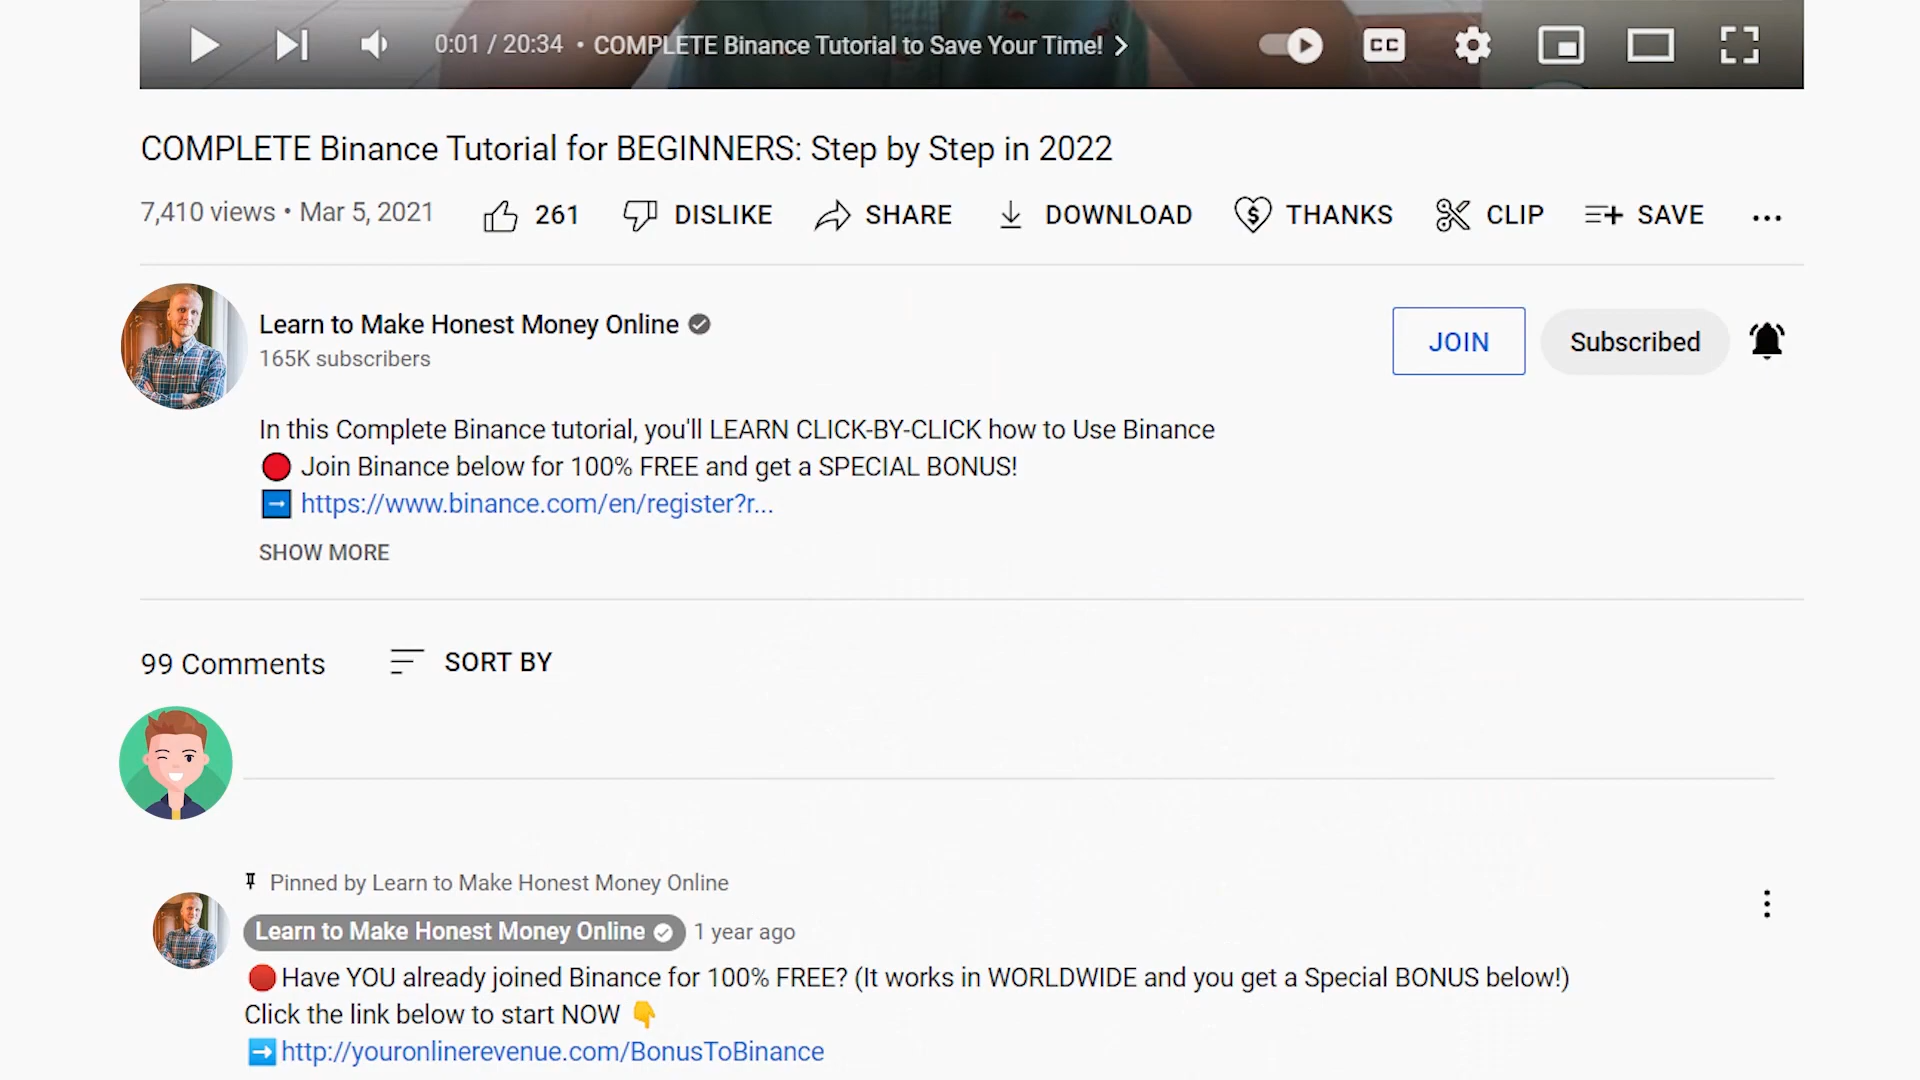 0:01 / 20:34 • COMPLETE Binance Tutorial to Save Your Time!
CC
COMPLETE Binance Tutorial for BEGINNERS: Step by Step in 2022
7,410 views • Mar 5, 2021 261 DISLIKE SHARE DOWNLOAD THANKS CLIP SAVE
Learn to Make Honest Money Online
165K subscribers
JOIN Subscribed
In this Complete Binance tutorial, you'll LEARN CLICK-BY-CLICK how to Use Binance
🔴 Join Binance below for 100% FREE and get a SPECIAL BONUS!
➡️ https://www.binance.com/en/register?r...
SHOW MORE
99 Comments SORT BY
Pinned by Learn to Make Honest Money Online
Learn to Make Honest Money Online 1 year ago
🔴Have YOU already joined Binance for 100% FREE? (It works in WORLDWIDE and you get a Special BONUS below!)
Click the link below to start NOW 👇
➡️http://youronlinerevenue.com/BonusToBinance